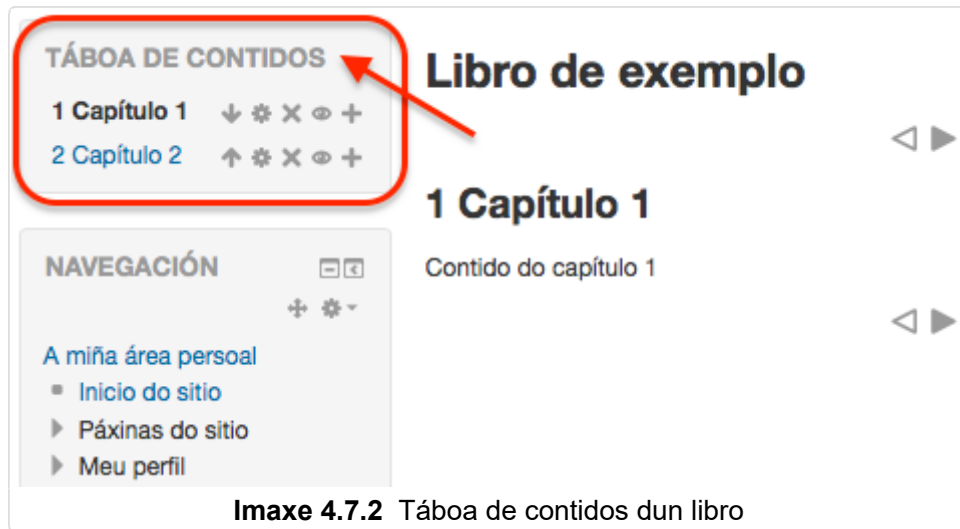 TÁBOA DE CONTIDOS
1 Capítulo 1
2 Capítulo 2
NAVEGACIÓN
A miña área persoal
Inicio do sitio
Páxinas do sitio
Meu perfil
Libro de exemplo
1 Capítulo 1
Contido do capítulo 1
Imaxe 4.7.2 Táboa de contidos dun libro